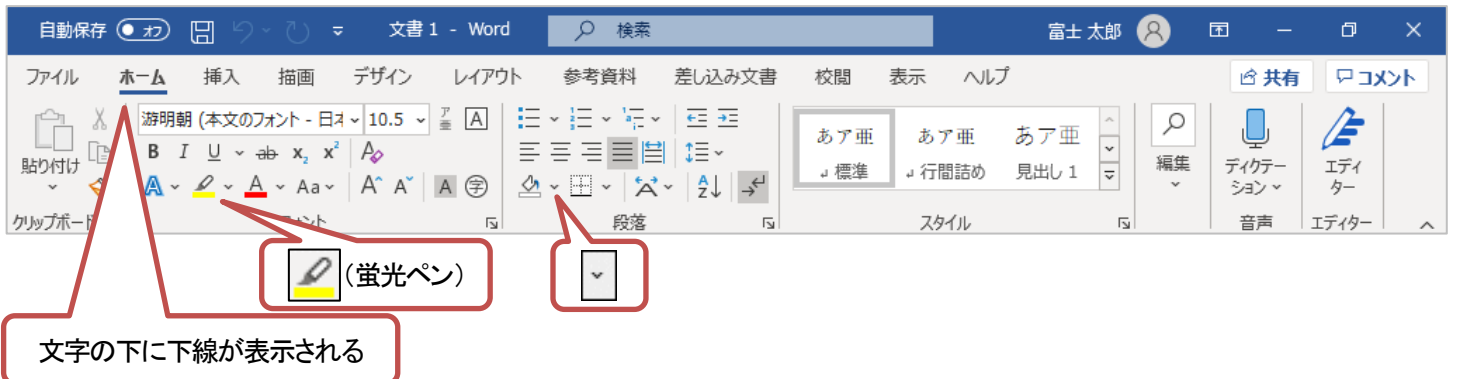 自動保存 オフ 文書 1 - Word 検索 富士 太郎
ファイル ホーム 挿入 描画 デザイン レイアウト 参考資料 差し込み文書 校閲 表示 ヘルプ 共有 コメント
游明朝 (本文のフォント - 日本 10.5 ア亜 A
B I U ab x₂ x² A
A A Aa A A A 字 A Z
貼り付け
あア亜 あア亜 あア亜
標準 行間詰め 見出し 1
編集 ディクテーション エディター
クリップボード 段落 スタイル 音声 エディター
(蛍光ペン)
文字の下に下線が表示される